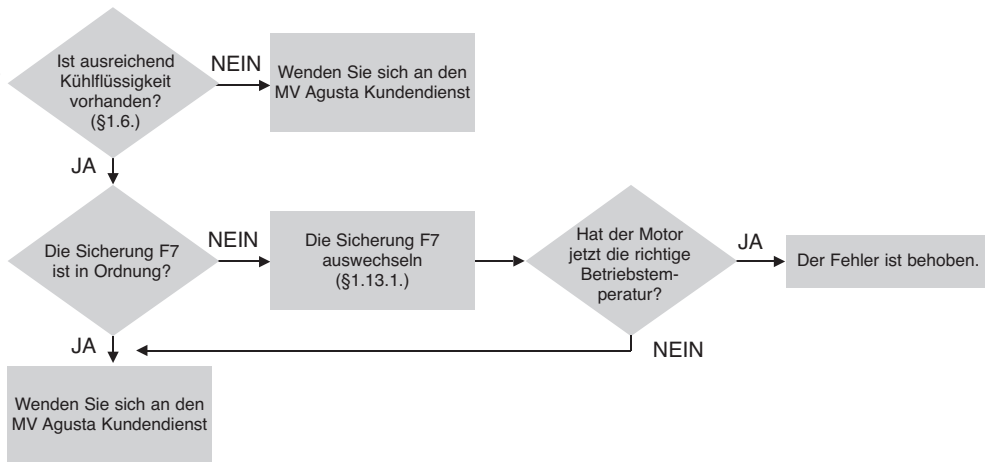 Ist ausreichend
Kühlflüssigkeit
vorhanden?
(§1.6.)
NEIN
Wenden Sie sich an den
MV Agusta Kundendienst
JA
Die Sicherung F7
ist in Ordnung?
NEIN
Die Sicherung F7
auswechseln
(§1.13.1.)
Hat der Motor
jetzt die richtige
Betriebstem-
peratur?
JA
Der Fehler ist behoben.
JA
NEIN
Wenden Sie sich an den
MV Agusta Kundendienst